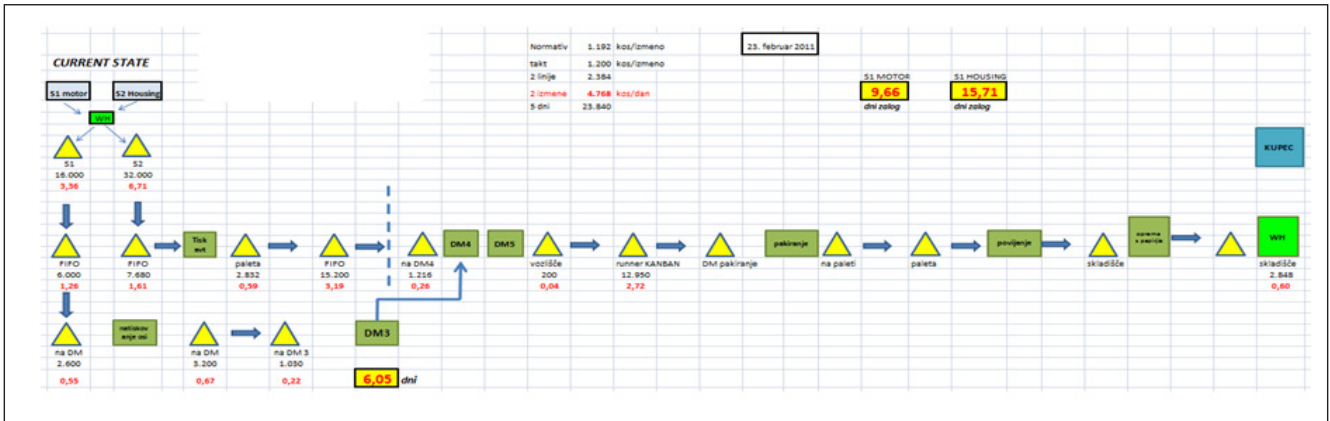 CURRENT STATE
Normativ 1.192 kos/izmeno
takt 1.200 kos/izmeno
2 linije 2.384
2 izmene 4.768 kos/dan
5 dni 23.840
23. februar 2011
S1 MOTOR
9,66
dni zalog
S1 HOUSING
15,71
dni zalog
S1 motor
S2 Housing
WH
KUPEC
S1
16.000
3,36
S2
32.000
6,71
FIFO
6.000
1,26
FIFO
7.680
1,61
Tisk
avt
paleta
2.832
0,59
FIFO
15.200
3,19
na DM4
1.216
0,26
DM4
DM5
vozišče
200
0,04
runner KANBAN
12.950
2,72
DM pakiranje
pakiranje
na paleti
paleta
povijenje
skladišče
oprema
WH
skladišče
2.848
0,60
na DM
2.600
0,55
natiskov
anje osi
na DM
3.200
0,67
na DM 3
1.030
0,22
DM3
6,05 dni